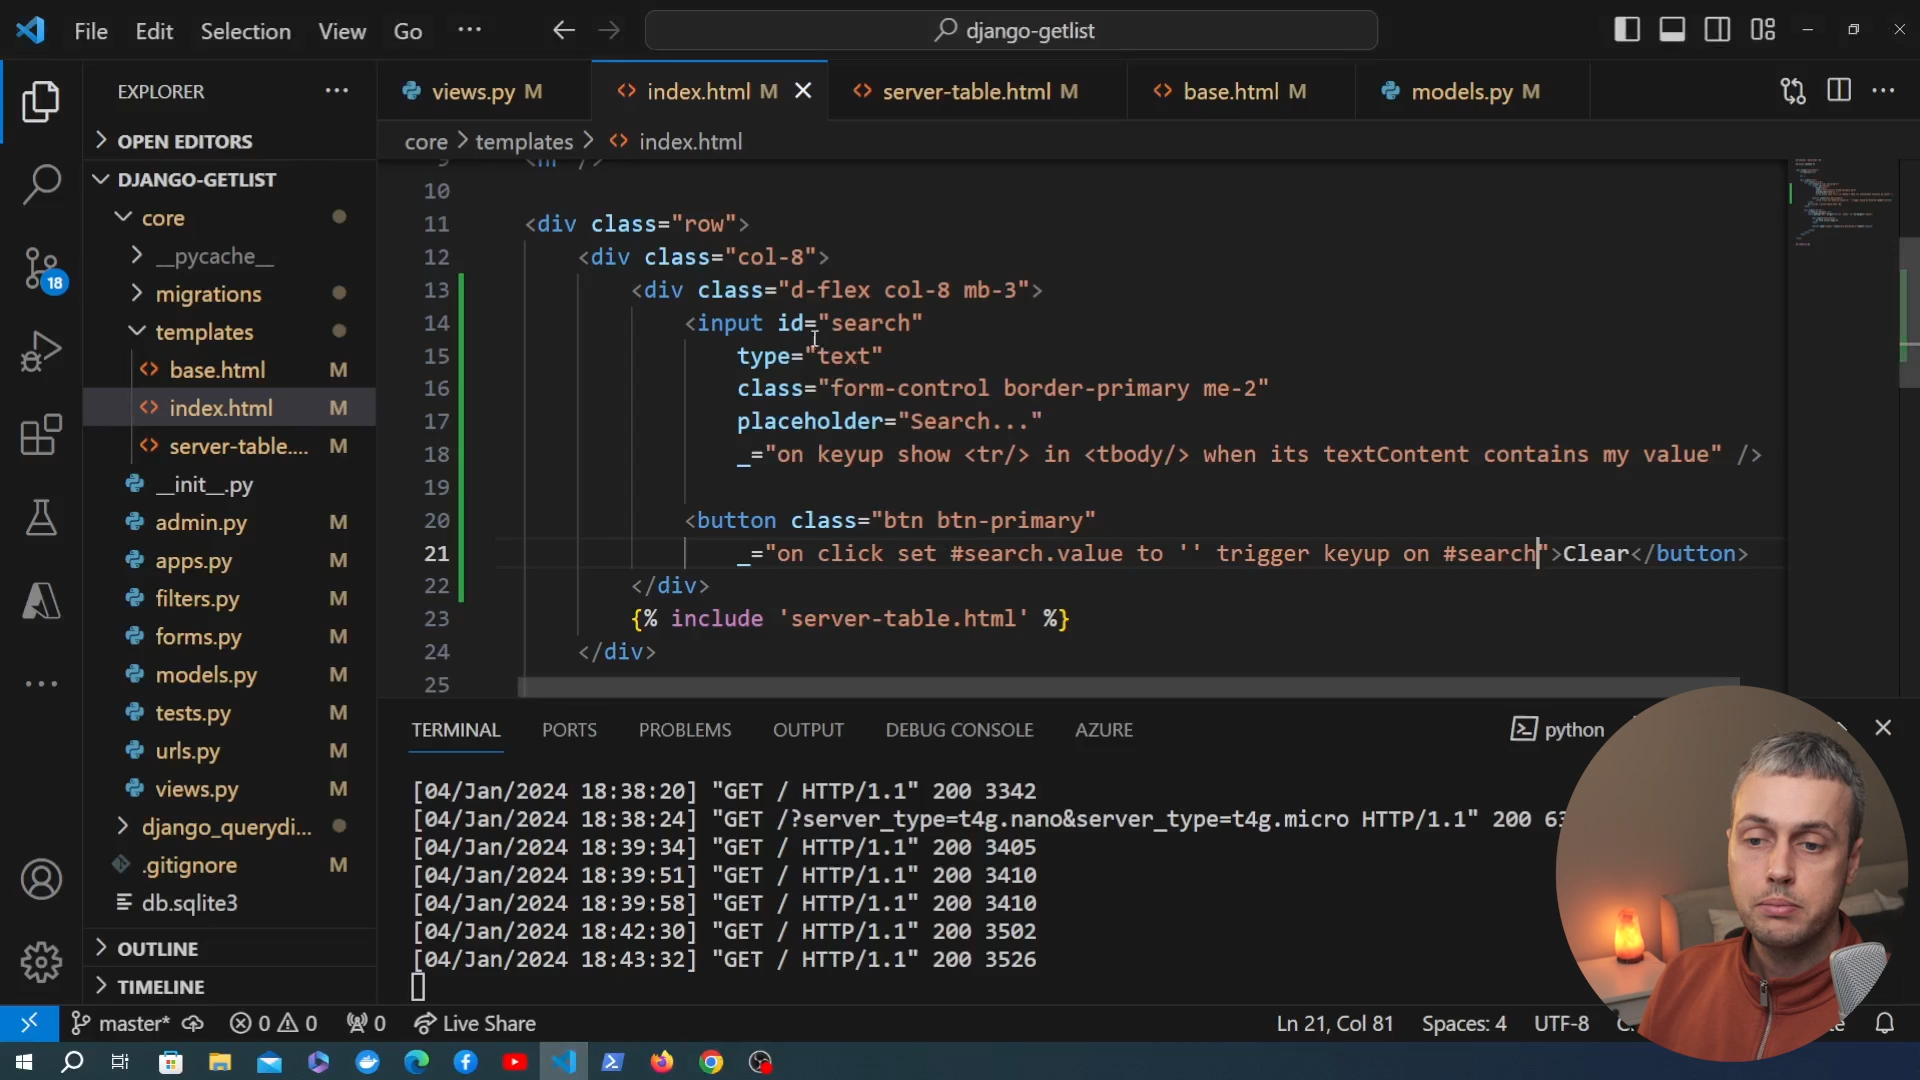 File Edit Selection View Go ··· django-getlist
EXPLORER
OPEN EDITORS
DJANGO-GETLIST
core
__pycache__
migrations
templates
base.html M
index.html M
server-table.... M
__init__.py
admin.py M
apps.py M
filters.py M
forms.py M
models.py M
tests.py M
urls.py M
views.py M
django_querydi...
.gitignore M
db.sqlite3
OUTLINE
TIMELINE
18
views.py M index.html M server-table.html M base.html M models.py M
core > templates > index.html
10
11 <div class="row">
12 <div class="col-8">
13 <div class="d-flex col-8 mb-3">
14 <input id="search"
15 type="text"
16 class="form-control border-primary me-2"
17 placeholder="Search..."
18 _="on keyup show <tr/> in <tbody/> when its textContent contains my value" />
19
20 <button class="btn btn-primary"
21 _="on click set #search.value to '' trigger keyup on #search">Clear</button>
22 </div>
23 {% include 'server-table.html' %}
24 </div>
25
TERMINAL PORTS PROBLEMS OUTPUT DEBUG CONSOLE AZURE python
[04/Jan/2024 18:38:20] "GET / HTTP/1.1" 200 3342
[04/Jan/2024 18:38:24] "GET /?server_type=t4g.nano&server_type=t4g.micro HTTP/1.1" 200
[04/Jan/2024 18:39:34] "GET / HTTP/1.1" 200 3405
[04/Jan/2024 18:39:51] "GET / HTTP/1.1" 200 3410
[04/Jan/2024 18:39:58] "GET / HTTP/1.1" 200 3410
[04/Jan/2024 18:42:30] "GET / HTTP/1.1" 200 3502
[04/Jan/2024 18:43:32] "GET / HTTP/1.1" 200 3526
master* 0 0 0 Live Share Ln 21, Col 81 Spaces: 4 UTF-8